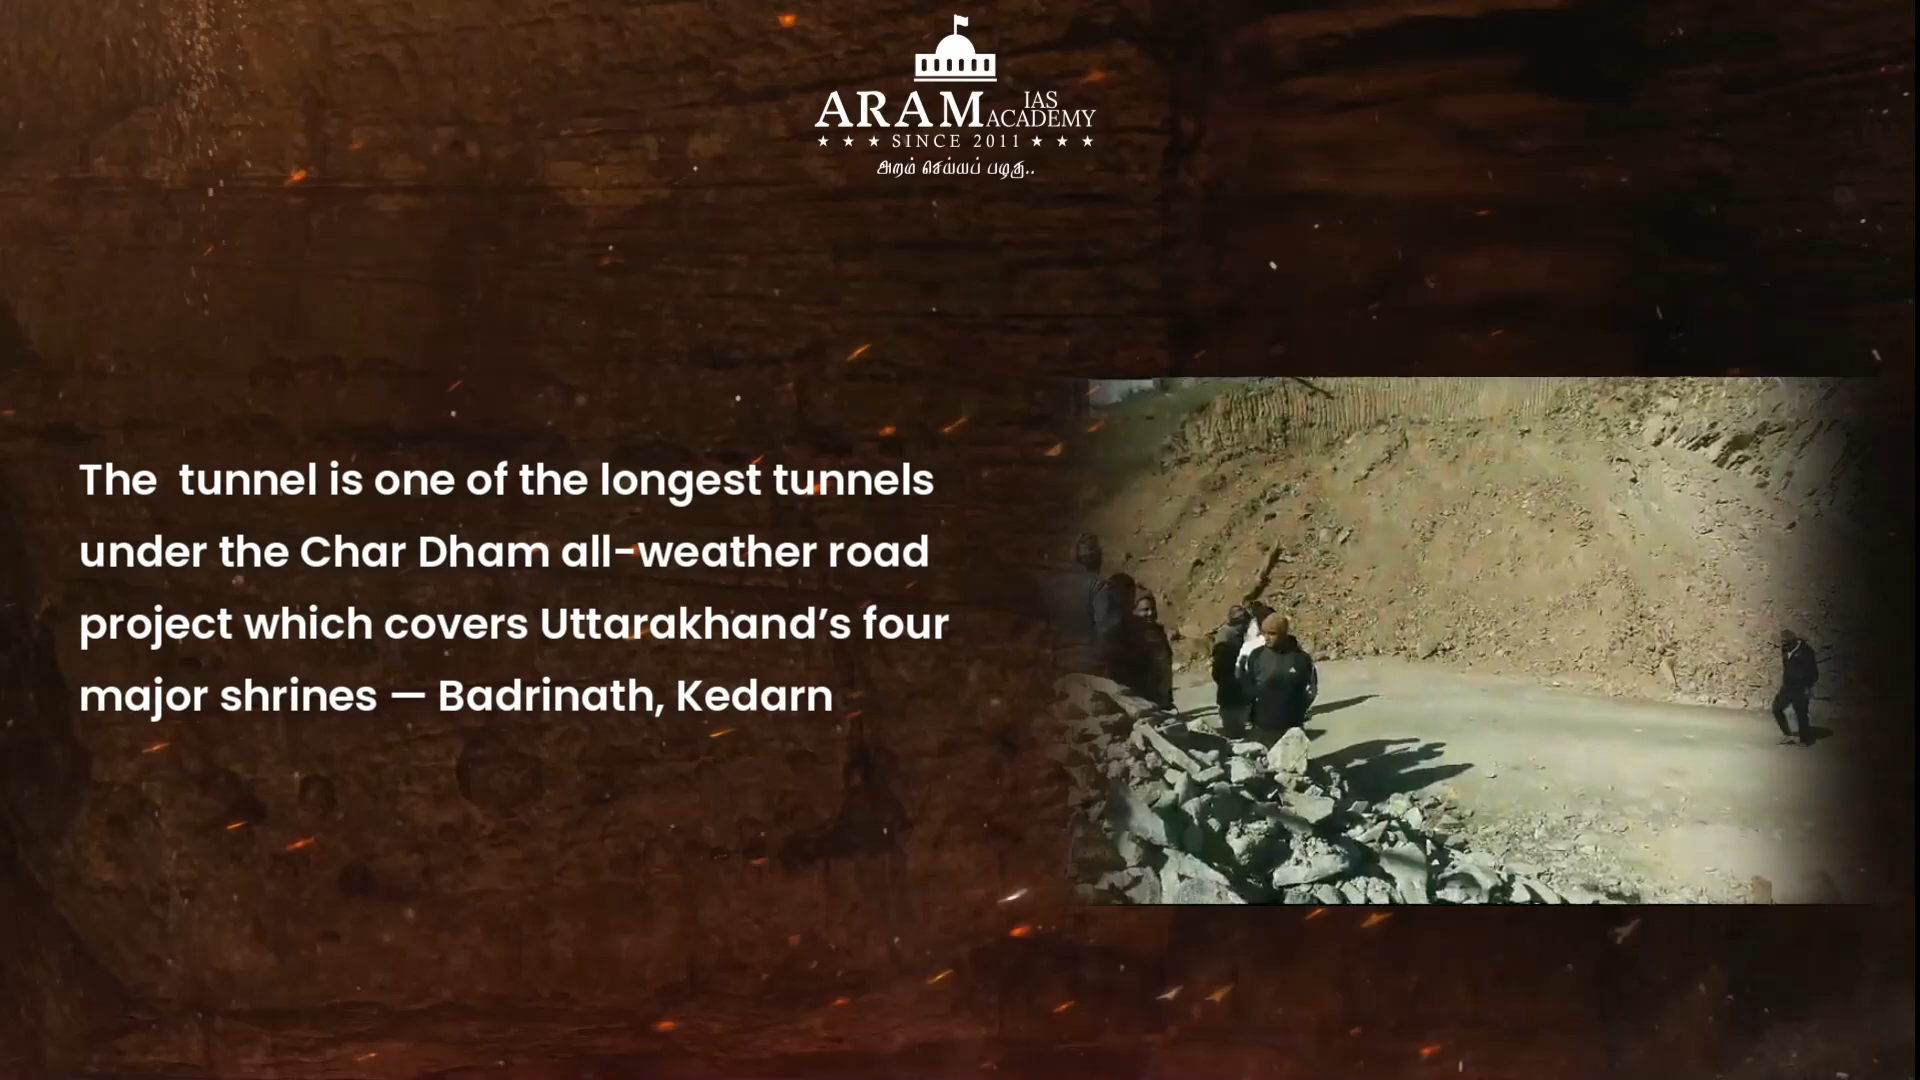 ARAM IAS ACADEMY
★ ★ ★ SINCE 2011 ★ ★ ★
அறம் செய்யப் பழகு..
The tunnel is one of the longest tunnels
under the Char Dham all-weather road
project which covers Uttarakhand’s four
major shrines — Badrinath, Kedarn